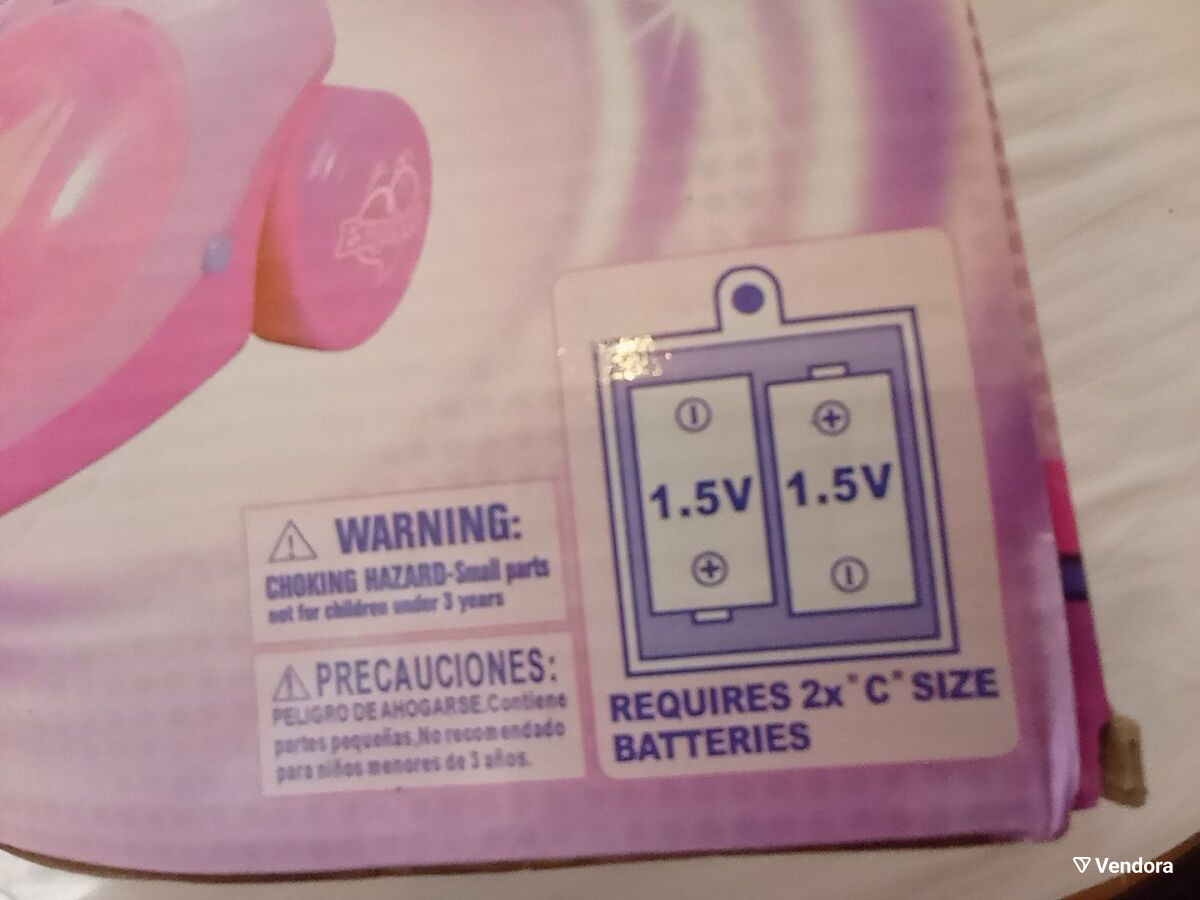 1.5V 1.5V
WARNING:
CHOKING HAZARD-Small parts
not for children under 3 years
PRECAUCIONES:
PELIGRO DE AHOGARSE.Contiene
partes pequeñas,No recomendado
para niños menores de 3 años.
REQUIRES 2x"C"SIZE
BATTERIES
Vendora